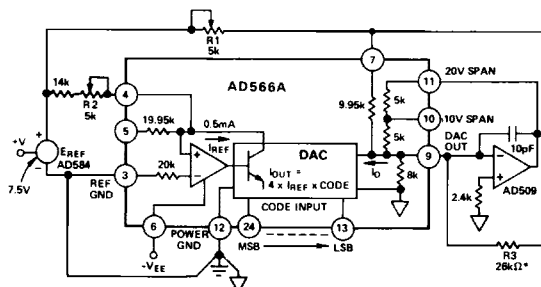 R1
5k
7
20V SPAN
14k
R2
5k
4
AD566A
11
9.95k
5k
10
10V SPAN
5
19.95k
0.5mA
5k
DAC
OUT
10pF
+V
+
EREF
AD584
−
7.5V
IREF
+
−
DAC
IOUT =
4 × IREF × CODE
IO
9
−
+
AD509
REF
GND
3
20k
8k
2.4k
CODE INPUT
6
POWER
GND
12
24
MSB
LSB
13
R3
26kΩ*
-VEE